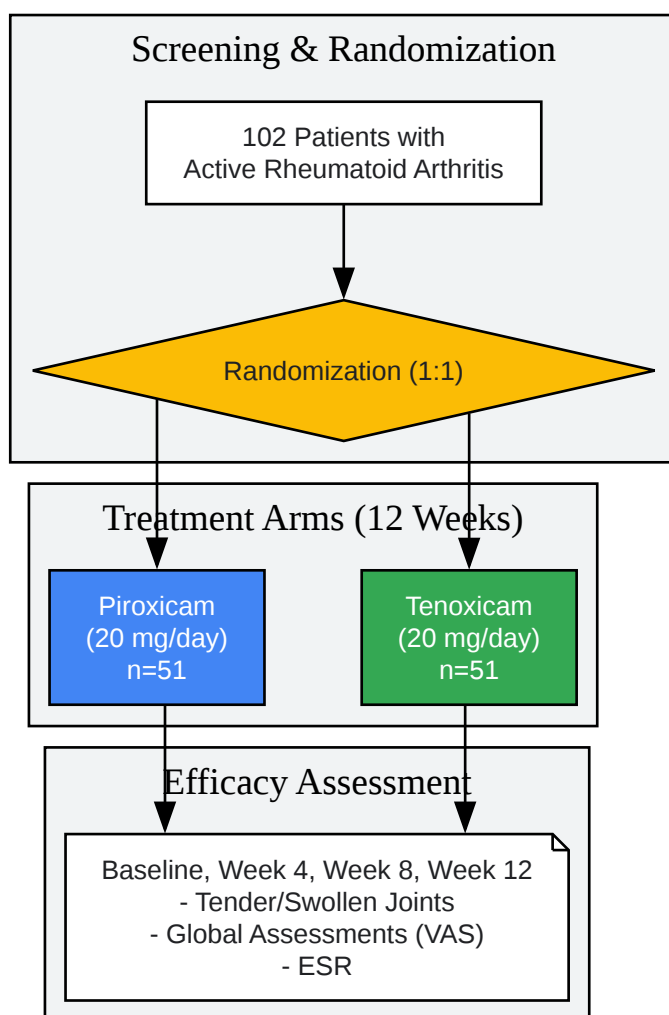 Screening & Randomization
102 Patients with
Active Rheumatoid Arthritis
Randomization (1:1)
Treatment Arms (12 Weeks)
Piroxicam
(20 mg/day)
n=51
Tenoxicam
(20 mg/day)
n=51
Efficacy Assessment
Baseline, Week 4, Week 8, Week 12
- Tender/Swollen Joints
- Global Assessments (VAS)
- ESR